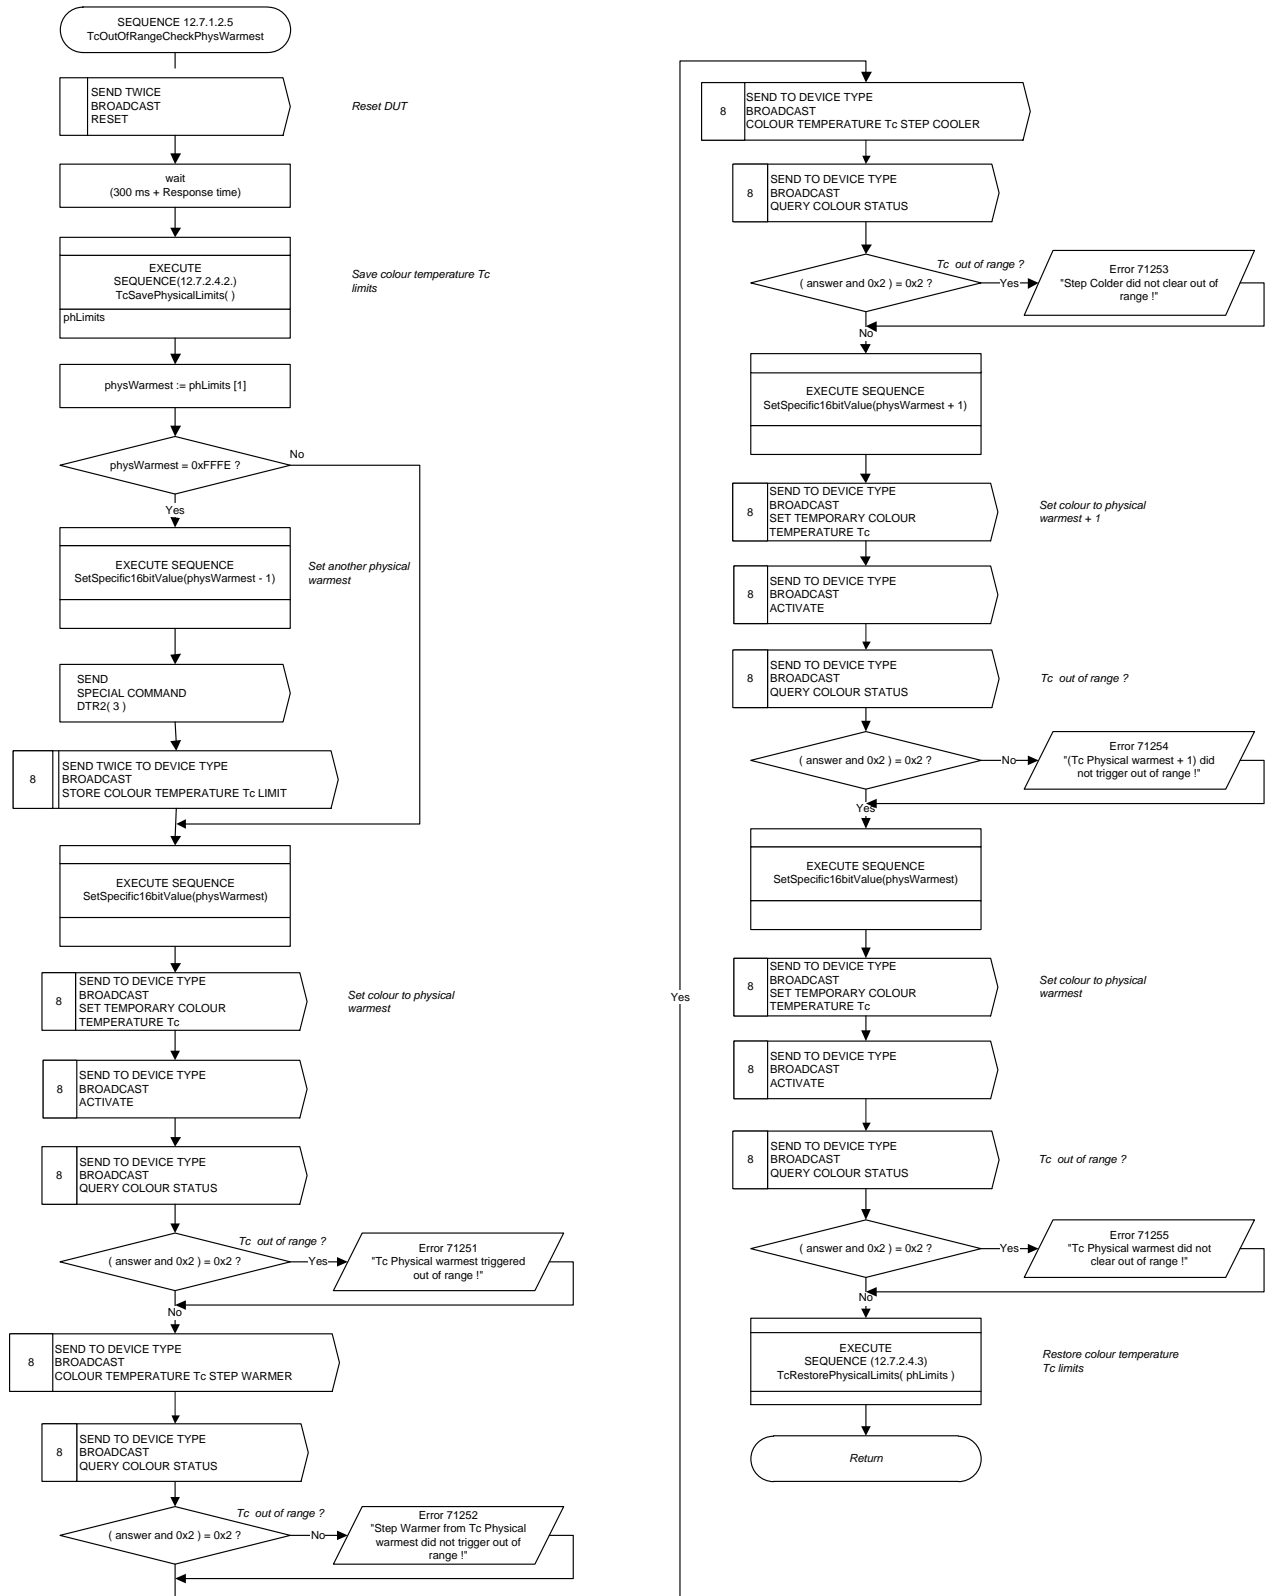 SEQUENCE 12.7.1.2.5
TcOutOfRangeCheckPhysWarmest
SEND TWICE
BROADCAST
RESET
Reset DUT
wait
(300 ms + Response time)
EXECUTE
SEQUENCE(12.7.2.4.2.)
TcSavePhysicalLimits( )
phLimits
Save colour temperature Tc
limits
physWarmest := phLimits [1]
physWarmest = 0xFFFE ?
No
Yes
EXECUTE SEQUENCE
SetSpecific16bitValue(physWarmest - 1)
Set another physical
warmest
SEND
SPECIAL COMMAND
DTR2( 3 )
8
SEND TWICE TO DEVICE TYPE
BROADCAST
STORE COLOUR TEMPERATURE Tc LIMIT
EXECUTE SEQUENCE
SetSpecific16bitValue(physWarmest)
8
SEND TO DEVICE TYPE
BROADCAST
SET TEMPORARY COLOUR
TEMPERATURE Tc
Set colour to physical
warmest
8
SEND TO DEVICE TYPE
BROADCAST
ACTIVATE
8
SEND TO DEVICE TYPE
BROADCAST
QUERY COLOUR STATUS
Tc out of range ?
( answer and 0x2 ) = 0x2 ?
Yes
Error 71251
"Tc Physical warmest triggered
out of range !"
No
8
SEND TO DEVICE TYPE
BROADCAST
COLOUR TEMPERATURE Tc STEP WARMER
8
SEND TO DEVICE TYPE
BROADCAST
QUERY COLOUR STATUS
Tc out of range ?
( answer and 0x2 ) = 0x2 ?
No
Error 71252
"Step Warmer from Tc Physical
warmest did not trigger out of
range !"
Yes
8
SEND TO DEVICE TYPE
BROADCAST
COLOUR TEMPERATURE Tc STEP COOLER
8
SEND TO DEVICE TYPE
BROADCAST
QUERY COLOUR STATUS
Tc out of range ?
( answer and 0x2 ) = 0x2 ?
Yes
Error 71253
"Step Colder did not clear out of
range !"
No
EXECUTE SEQUENCE
SetSpecific16bitValue(physWarmest + 1)
8
SEND TO DEVICE TYPE
BROADCAST
SET TEMPORARY COLOUR
TEMPERATURE Tc
Set colour to physical
warmest + 1
8
SEND TO DEVICE TYPE
BROADCAST
ACTIVATE
8
SEND TO DEVICE TYPE
BROADCAST
QUERY COLOUR STATUS
Tc out of range ?
( answer and 0x2 ) = 0x2 ?
No
Error 71254
"(Tc Physical warmest + 1) did
not trigger out of range !"
Yes
EXECUTE SEQUENCE
SetSpecific16bitValue(physWarmest)
8
SEND TO DEVICE TYPE
BROADCAST
SET TEMPORARY COLOUR
TEMPERATURE Tc
Set colour to physical
warmest
8
SEND TO DEVICE TYPE
BROADCAST
ACTIVATE
8
SEND TO DEVICE TYPE
BROADCAST
QUERY COLOUR STATUS
Tc out of range ?
( answer and 0x2 ) = 0x2 ?
Yes
Error 71255
"Tc Physical warmest did not
clear out of range !"
No
EXECUTE
SEQUENCE (12.7.2.4.3)
TcRestorePhysicalLimits( phLimits )
Restore colour temperature
Tc limits
Return